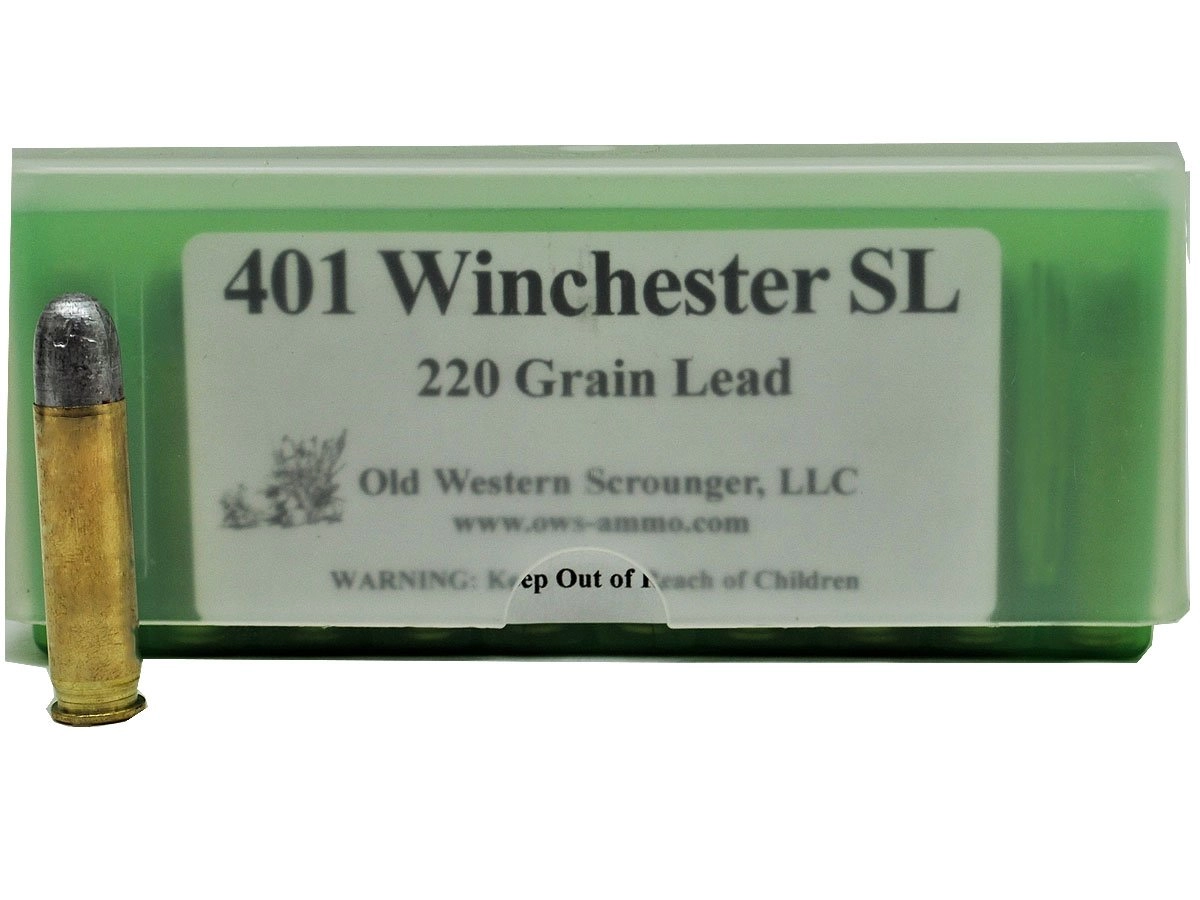 401 Winchester SL
220 Grain Lead
Old Western Scrounger, LLC
www.ows-ammo.com
WARNING: Keep Out of Reach of Children